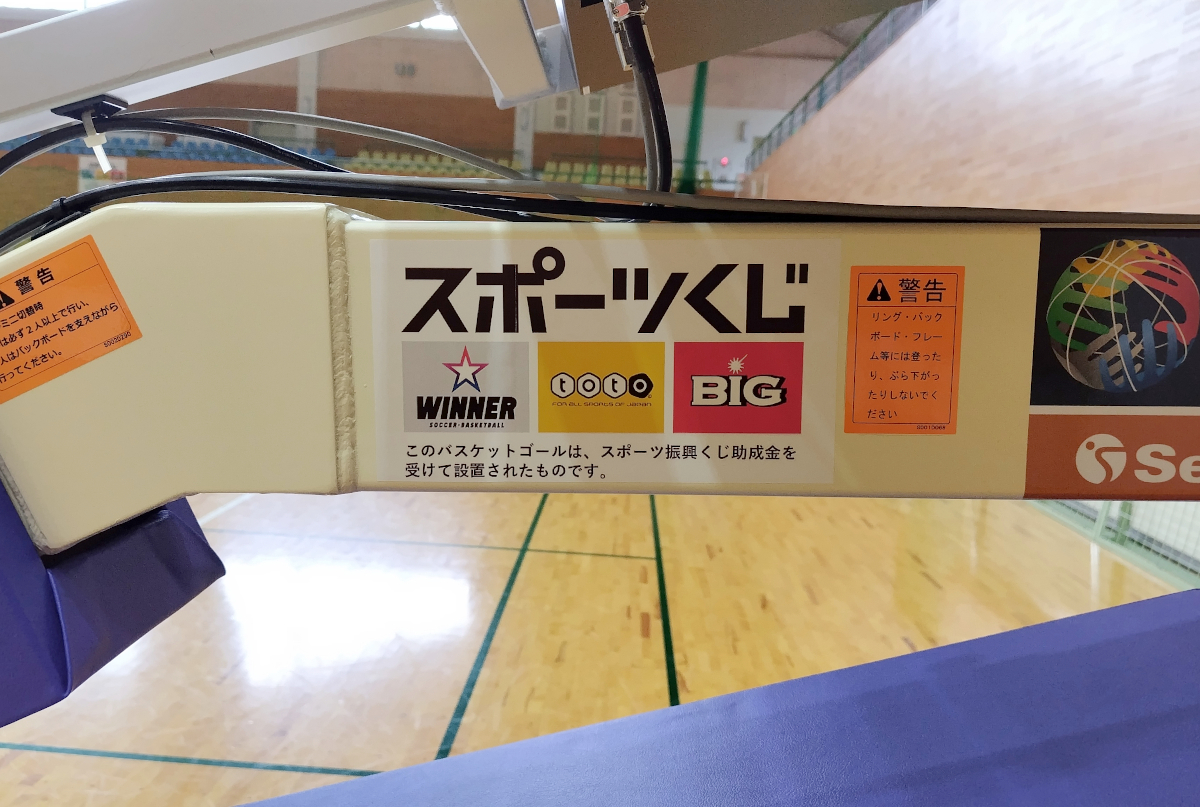 警告
ミニ切替時
は必ず2人以上で行い、
人はバックボードを支えながら
行ってください。
S0030290
スポーツくじ
WINNER
SOCCER・BASKETBALL
toto
FOR ALL SPORTS OF JAPAN
BIG
このバスケットゴールは、スポーツ振興くじ助成金を
受けて設置されたものです。
警告
リング・バック
ボード・フレー
ム等には登った
り、ぶら下がっ
たりしないでく
ださい
Se